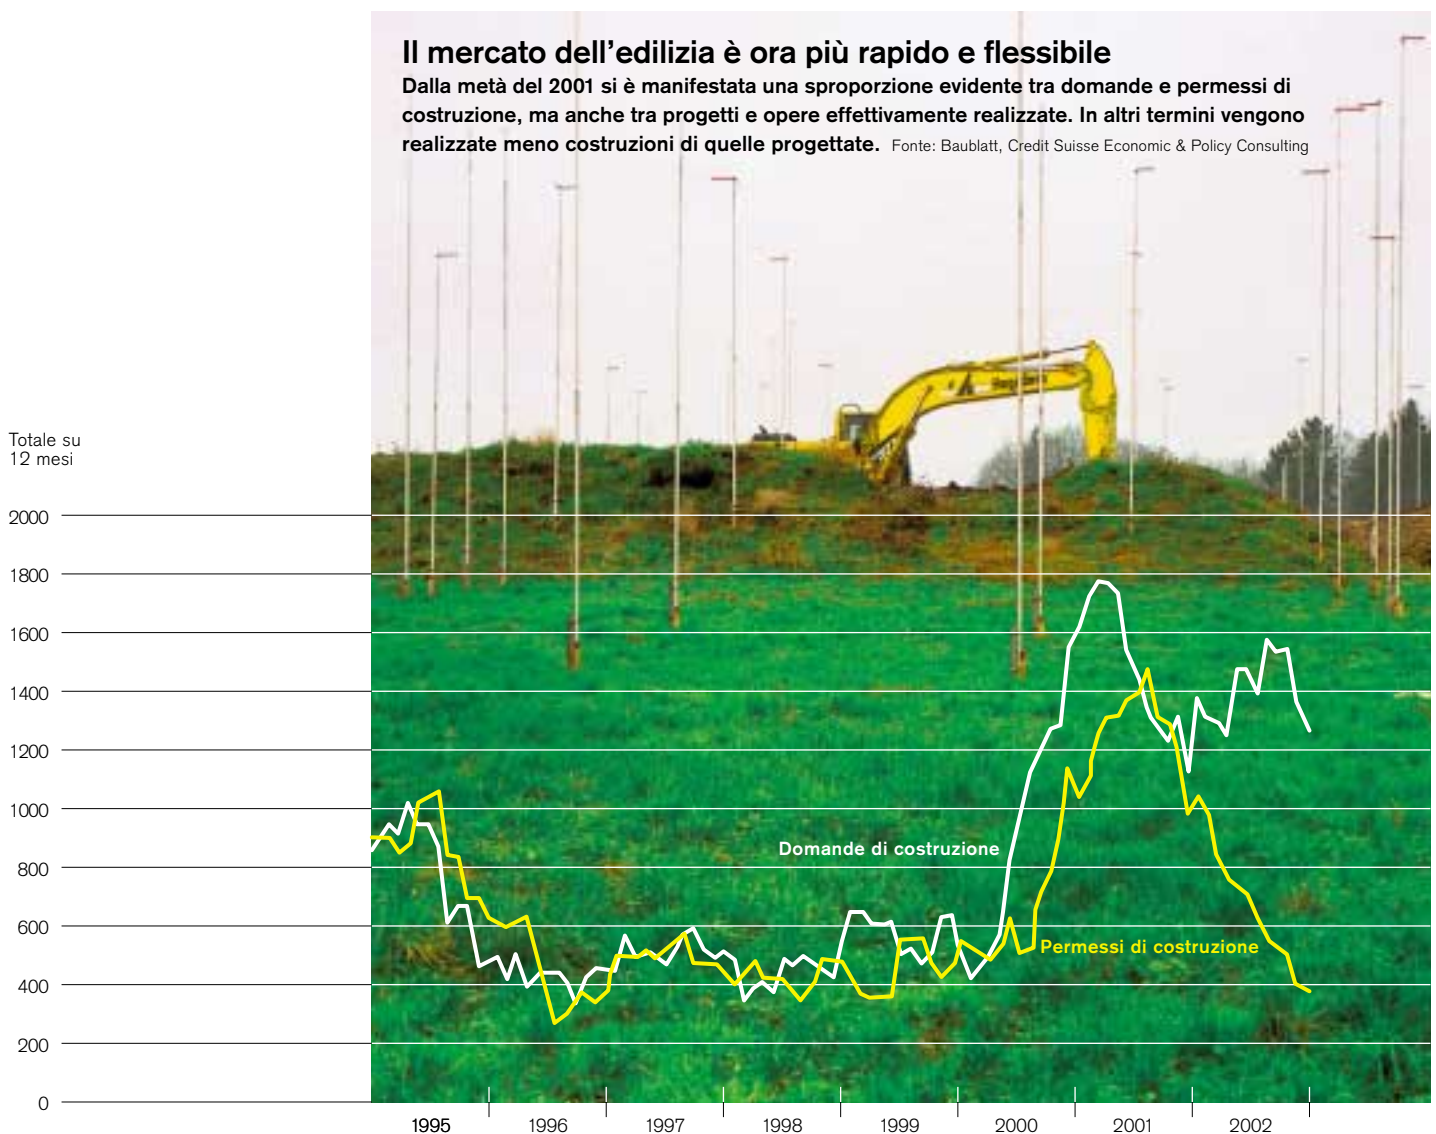 Il mercato dell'edilizia è ora più rapido e flessibile
Dalla metà del 2001 si è manifestata una sproporzione evidente tra domande e permessi di
costruzione, ma anche tra progetti e opere effettivamente realizzate. In altri termini vengono
realizzate meno costruzioni di quelle progettate. Fonte: Baublatt, Credit Suisse Economic & Policy Consulting
Totale su
12 mesi
2000
1800
1600
1400
1200
1000
800
600
400
200
0
Domande di costruzione
Permessi di costruzione
1995 1996 1997 1998 1999 2000 2001 2002